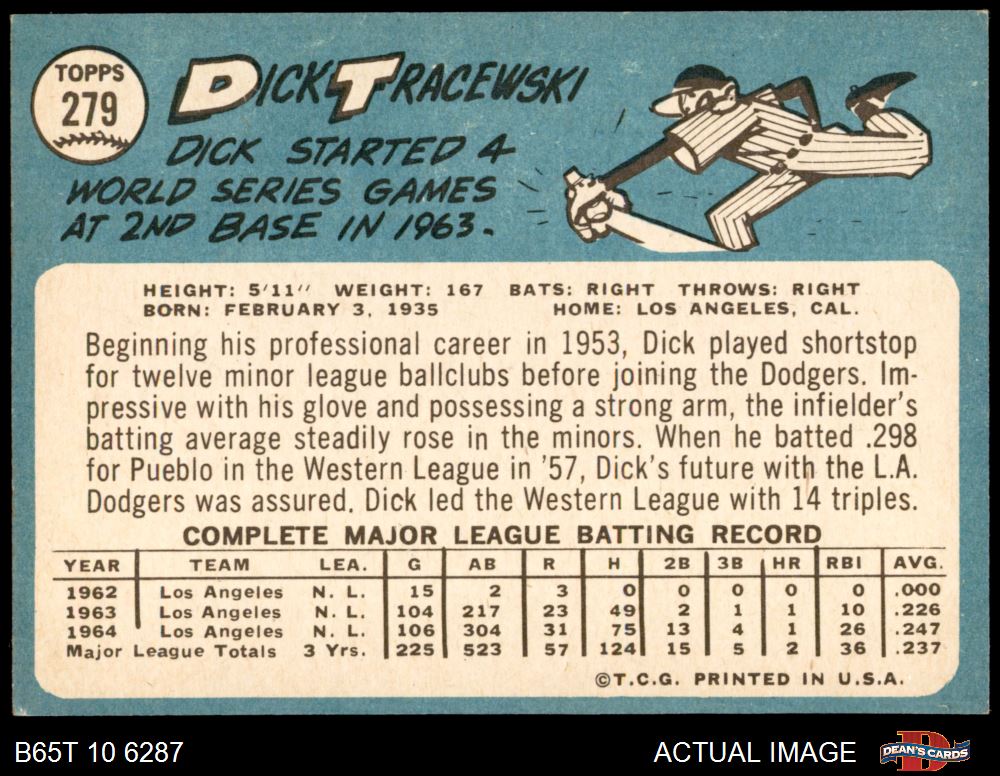 TOPPS
279
DICK TRACEWSKI
DICK STARTED 4
WORLD SERIES GAMES
AT 2ND BASE IN 1963.
HEIGHT: 5'11" WEIGHT: 167 BATS: RIGHT THROWS: RIGHT
BORN: FEBRUARY 3, 1935 HOME: LOS ANGELES, CAL.
Beginning his professional career in 1953, Dick played shortstop
for twelve minor league ballclubs before joining the Dodgers. Im-
pressive with his glove and possessing a strong arm, the infielder's
batting average steadily rose in the minors. When he batted .298
for Pueblo in the Western League in '57, Dick's future with the L.A.
Dodgers was assured. Dick led the Western League with 14 triples.
COMPLETE MAJOR LEAGUE BATTING RECORD
YEAR TEAM LEA. G AB R H 2B 3B HR RBI AVG.
1962 Los Angeles N. L. 15 2 3 0 0 0 0 0 .000
1963 Los Angeles N. L. 104 217 23 49 2 1 1 10 .226
1964 Los Angeles N. L. 106 304 31 75 13 4 1 26 .247
Major League Totals 3 Yrs. 225 523 57 124 15 5 2 36 .237
©T.C.G. PRINTED IN U.S.A.
B65T 10 6287 ACTUAL IMAGE DEAN'S CARDS